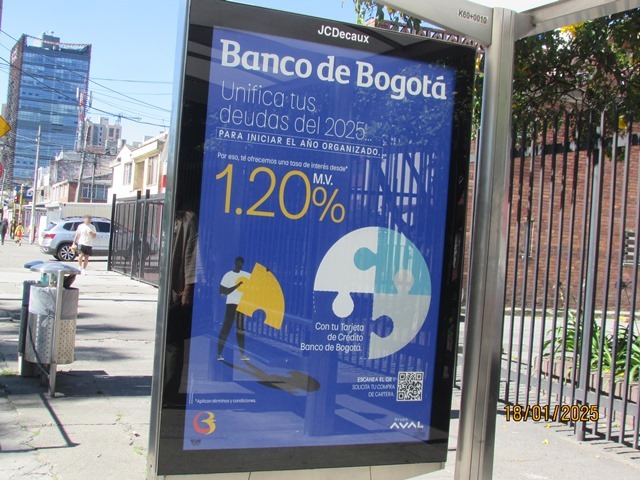 K60+0010
JCDecaux
Banco de Bogotá
Unifica tus
deudas del 2025
PARA INICIAR EL AÑO ORGANIZADO.
Por eso, te ofrecemos una tasa de interés desde*
1.20%
M.V.
Con tu Tarjeta
de Crédito
Banco de Bogotá.
ESCANEA EL QR Y
SOLICITA TU COMPRA
DE CARTERA.
*Aplican términos y condiciones.
GRUPO
AVAL
18/01/2025